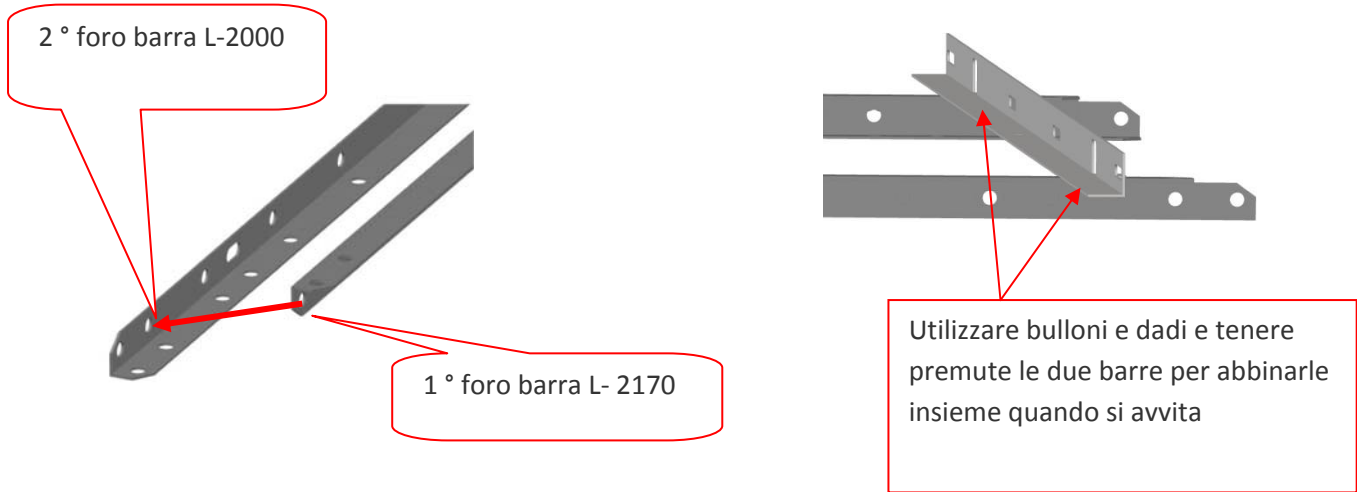 2 ° foro barra L-2000
1 ° foro barra L- 2170
Utilizzare bulloni e dadi e tenere
premute le due barre per abbinarle
insieme quando si avvita